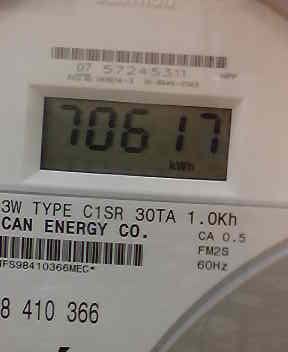 07 57245311
70617
kWh
3W TYPE C1SR 30TA 1.0Kh
CAN ENERGY CO.
CA 0.5
FM2S
60Hz
TFS98410366MEC*
8 410 366